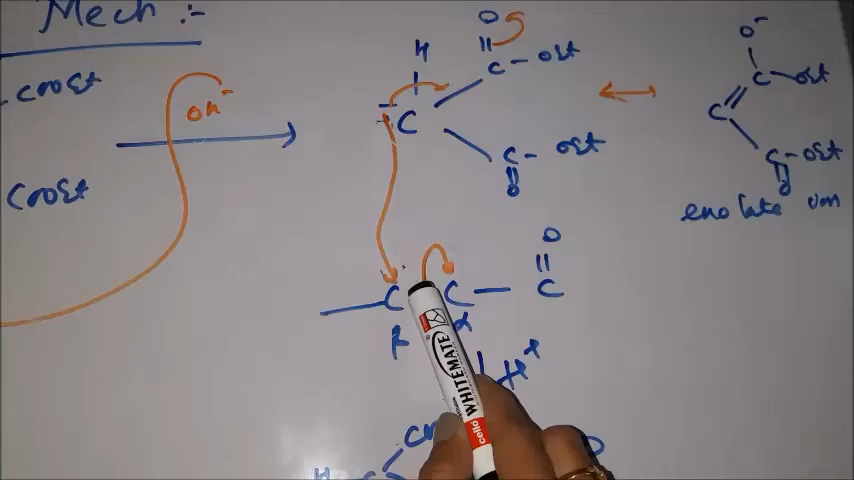 Mech :-
-COOEt
OH⁻
COOEt
H
O
C - OEt
C
C - OEt
O
O⁻
C - OEt
C
C - OEt
O
enolate ion
O
C C — C
β α
H⁺
O
H
cello WHITEMATE